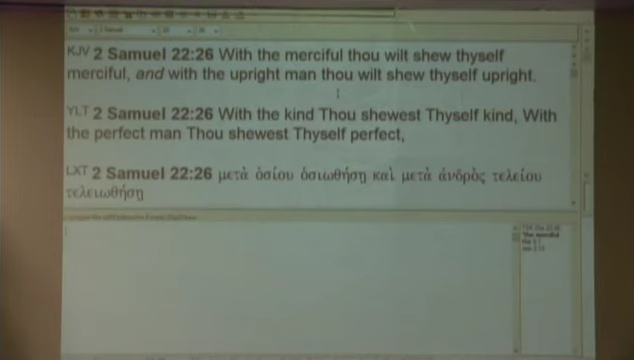 KJV 2 Samuel 22:26 With the merciful thou wilt shew thyself
merciful, and with the upright man thou wilt shew thyself upright.
YLT 2 Samuel 22:26 With the kind Thou shewest Thyself kind, With
the perfect man Thou shewest Thyself perfect,
LXT 2 Samuel 22:26 μετὰ ὁσίου ὁσιωθήσῃ καὶ μετὰ ἀνδρὸς τελείου
τελειωθήσῃ